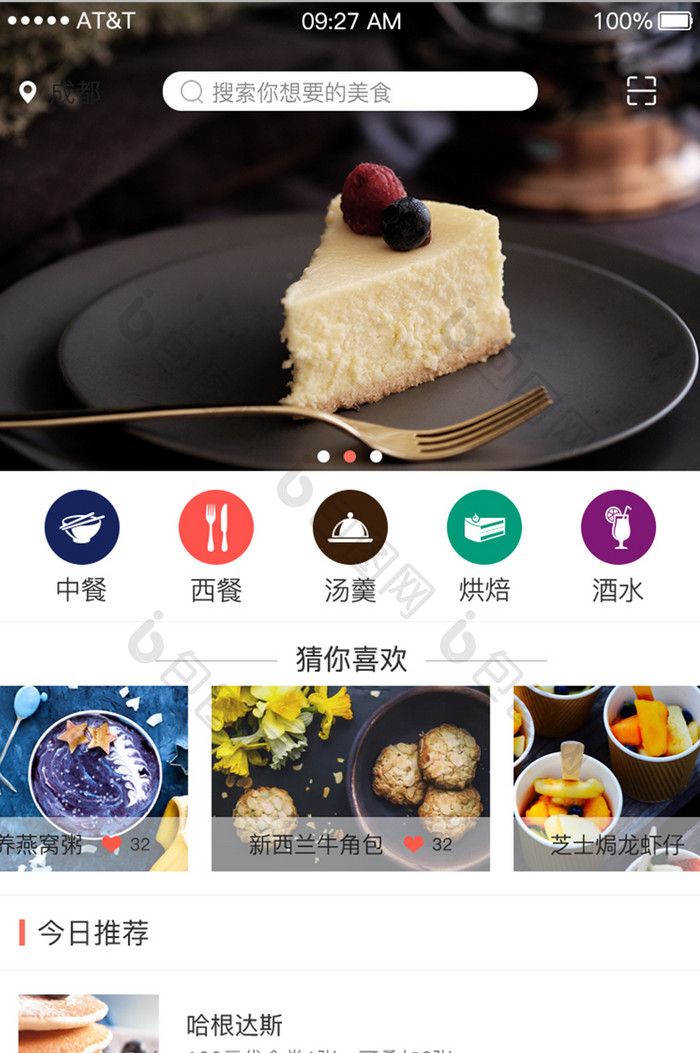 AT&T 09:27 AM 100%
成都 搜索你想要的美食
中餐 西餐 汤羹 烘焙 酒水
猜你喜欢
养燕窝粥 32 新西兰牛角包 32 芝士焗龙虾仔
今日推荐
哈根达斯